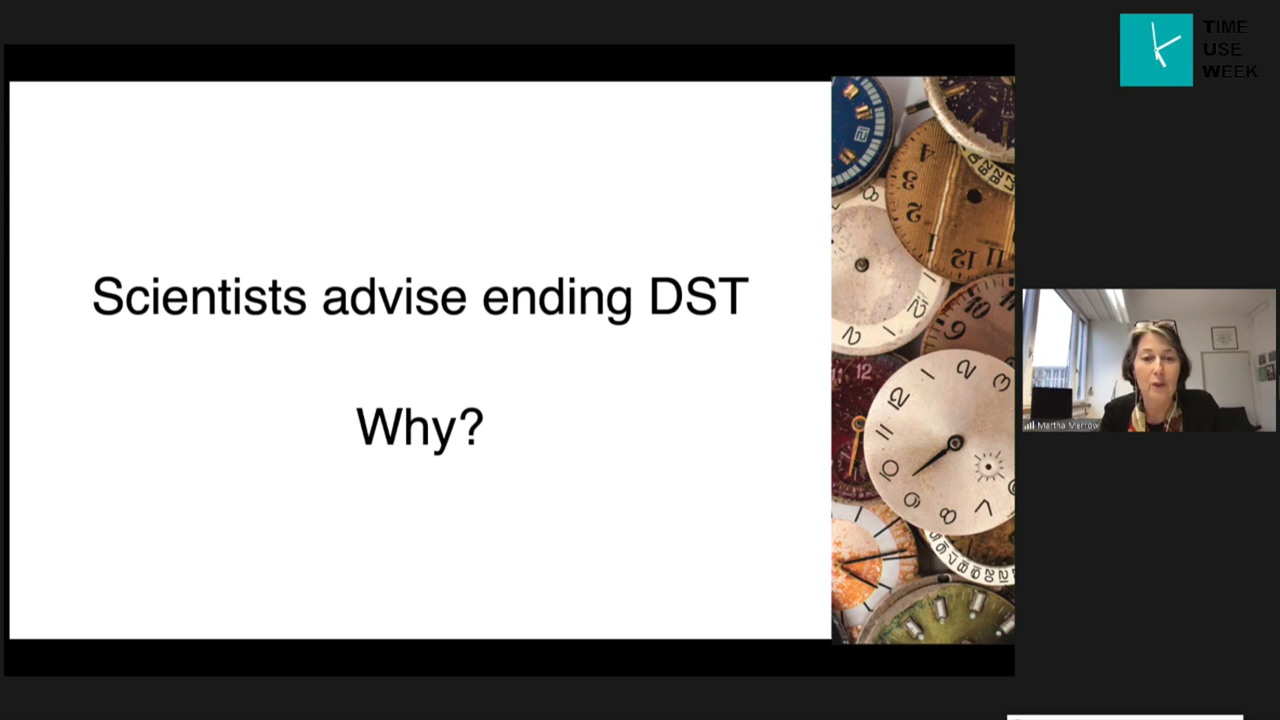 TIME
USE
WEEK
Scientists advise ending DST
Why?
Martha Merrow